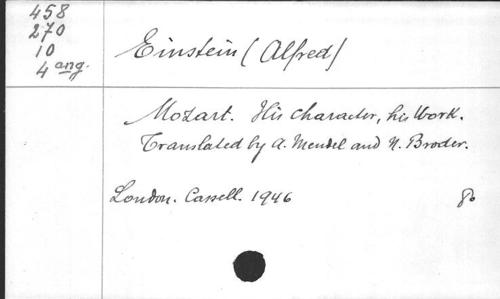 458
270
10
4 ang.
Einstein (Alfred)
Mozart. His character, his Work.
Translated by A. Mendel and N. Broder.
London. Cassell. 1946 8o